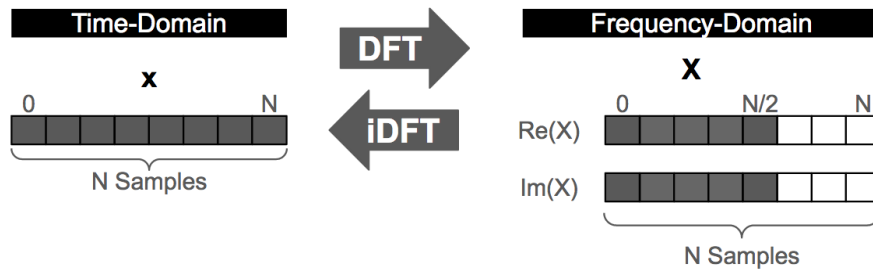 Time-Domain
DFT
Frequency-Domain
x
X
0 N
iDFT
0 N/2 N
Re(X)
N Samples
Im(X)
N Samples